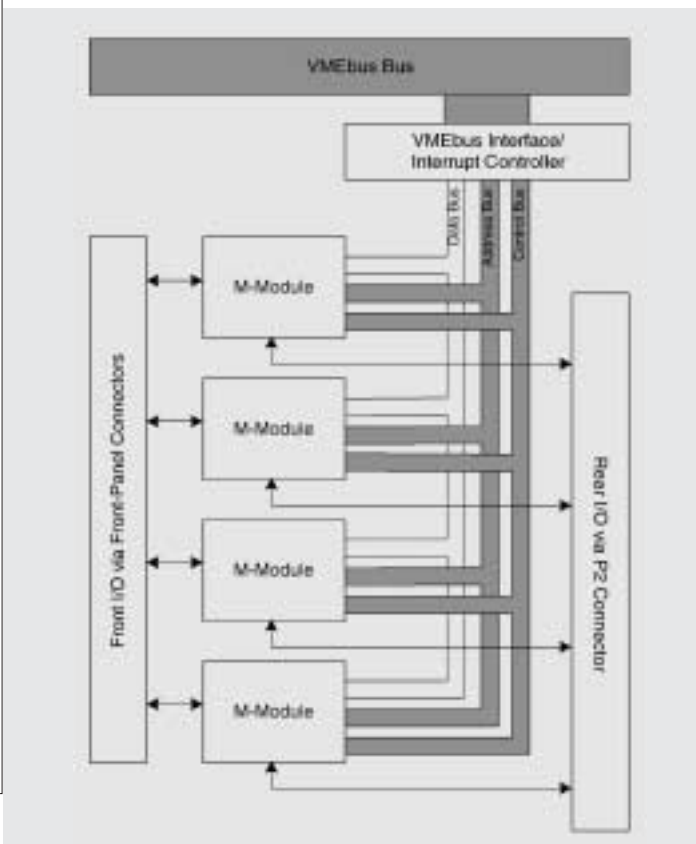 VMEbus Bus
VMEbus Interface/
Interrupt Controller
Data Bus
Address Bus
Control Bus
M-Module
M-Module
M-Module
M-Module
Front I/O via Front-Panel Connectors
Rear I/O via P2 Connector